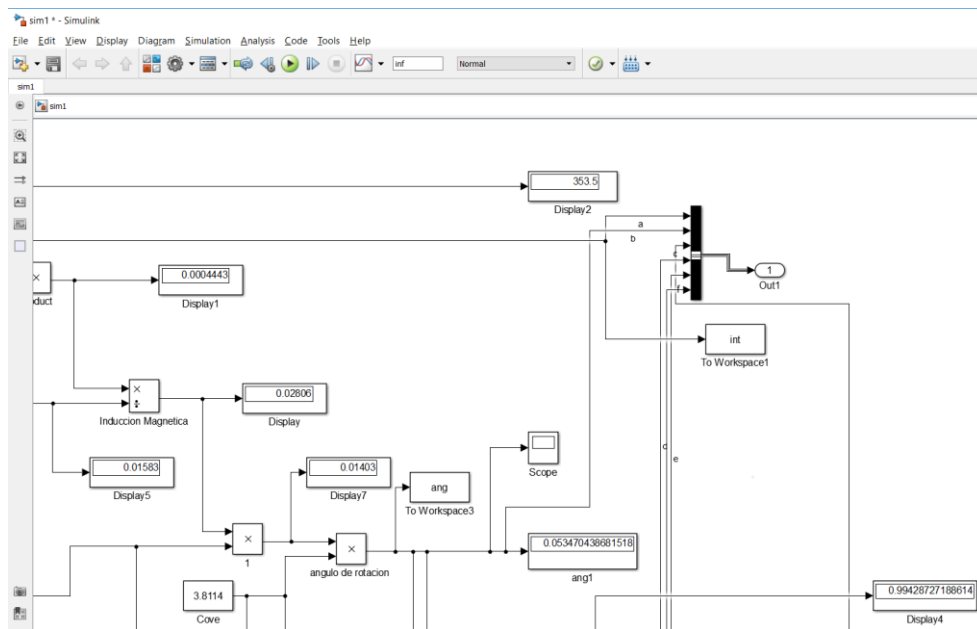 sim1 * - Simulink
File Edit View Display Diagram Simulation Analysis Code Tools Help
inf Normal
sim1
sim1
353.5
Display2
a
b
c
f
1
Out1
0.0004443
Display1
oduct
int
To Workspace1
0.02806
Display
Induccion Magnetica
Scope
d
e
0.01583
Display5
0.01403
Display7
ang
To Workspace3
1
angulo de rotacion
0.053470438681518
ang1
3.8114
Cove
0.99428727188614
Display4